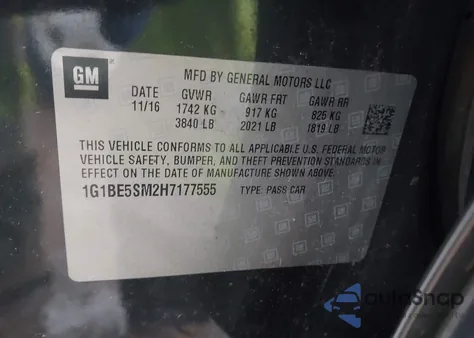 GM
MFD BY GENERAL MOTORS LLC
11/16
GVWR GAWR FRT GAWR RR
1742 KG 917 KG 825 KG
3840 LB 2021 LB 1819 LB
THIS VEHICLE CONFORMS TO ALL APPLICABLE U.S. FEDERAL MOTOR
VEHICLE SAFETY, BUMPER, AND THEFT PREVENTION STANDARDS IN
EFFECT ON THE DATE OF MANUFACTURE SHOWN ABOVE.
1G1BE5SM2H7177555 TYPE: PASS CAR
autoSnap